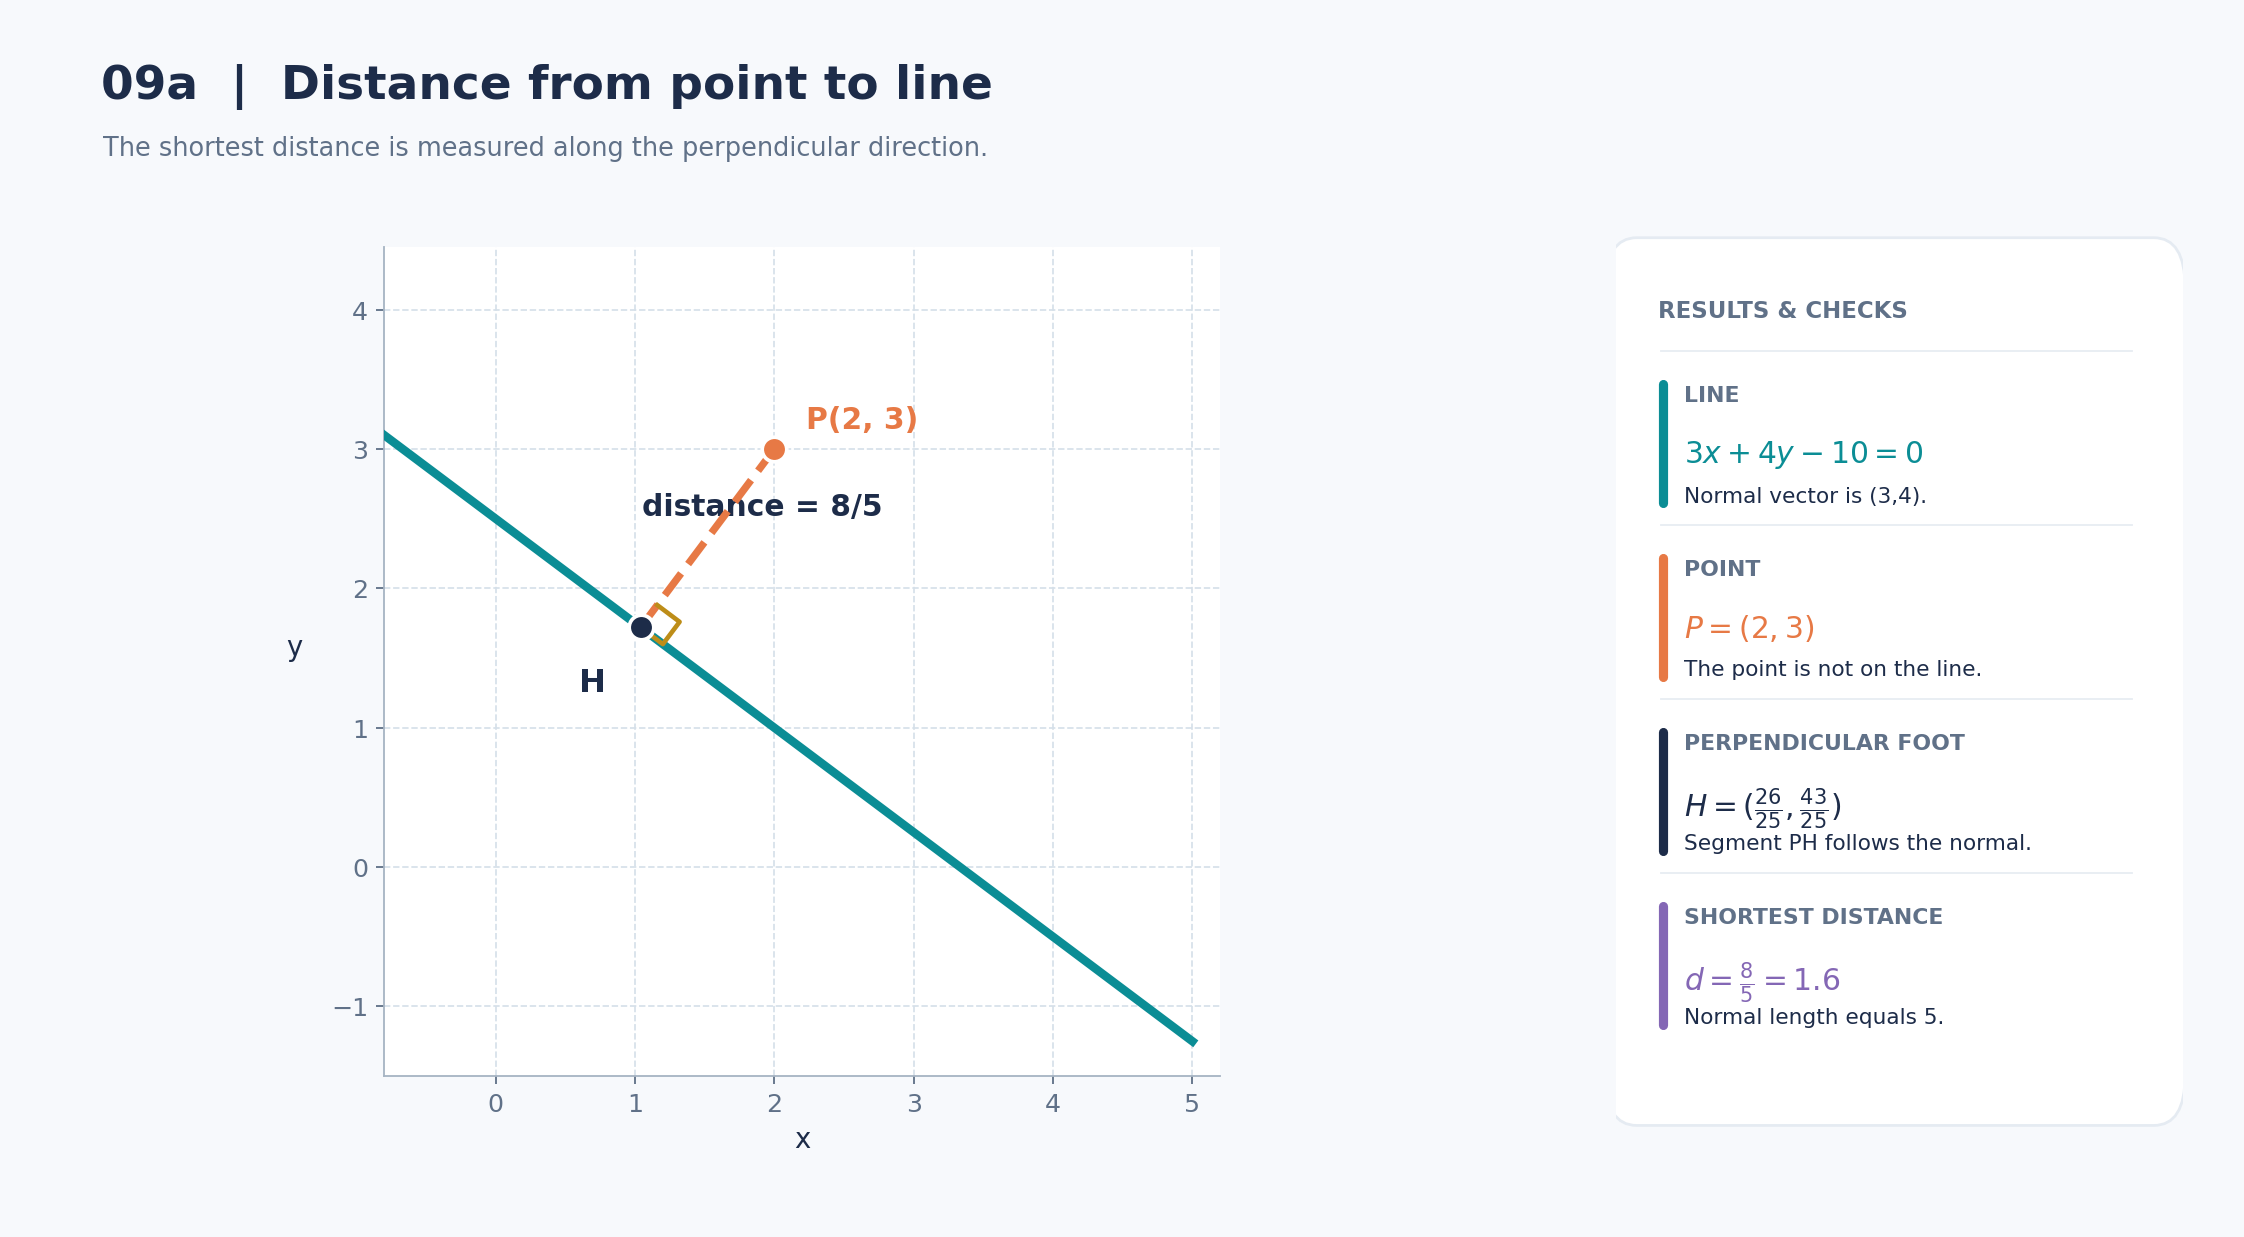 09a | Distance from point to line
The shortest distance is measured along the perpendicular direction.
4
3
2
1
0
−1
y
P(2, 3)
distance = 8/5
H
0 1 2 3 4 5
x
RESULTS & CHECKS
LINE
3x + 4y − 10 = 0
Normal vector is (3,4).
POINT
P = (2, 3)
The point is not on the line.
PERPENDICULAR FOOT
H = (26/25, 43/25)
Segment PH follows the normal.
SHORTEST DISTANCE
d = 8/5 = 1.6
Normal length equals 5.